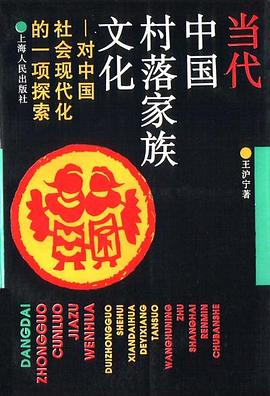 当代
中国
村落家族
文化
——对中国
社会现代化
的一项探索
上海人民出版社
王沪宁著
DANGDAI
ZHONGGUO
CUNLUO
JIAZU
WENHUA
DUIZHONGGUO
SHEHUI
XIANDAIHUA
DEYIXIANG
TANSUO
WANGHUNING
ZHU
SHANGHAI
RENMIN
CHUBANSHE